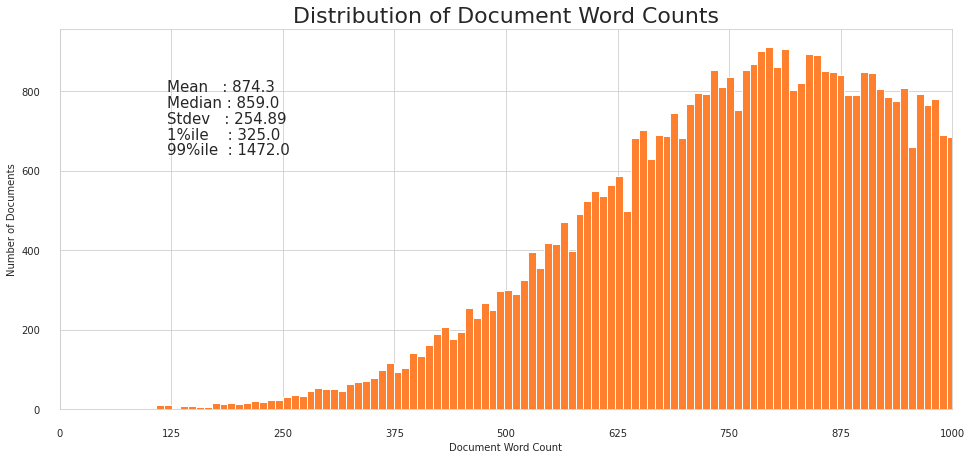 Distribution of Document Word Counts
Mean : 874.3
Median : 859.0
Stdev : 254.89
1%ile : 325.0
99%ile : 1472.0
Number of Documents
800
600
400
200
0
0 125 250 375 500 625 750 875 1000
Document Word Count